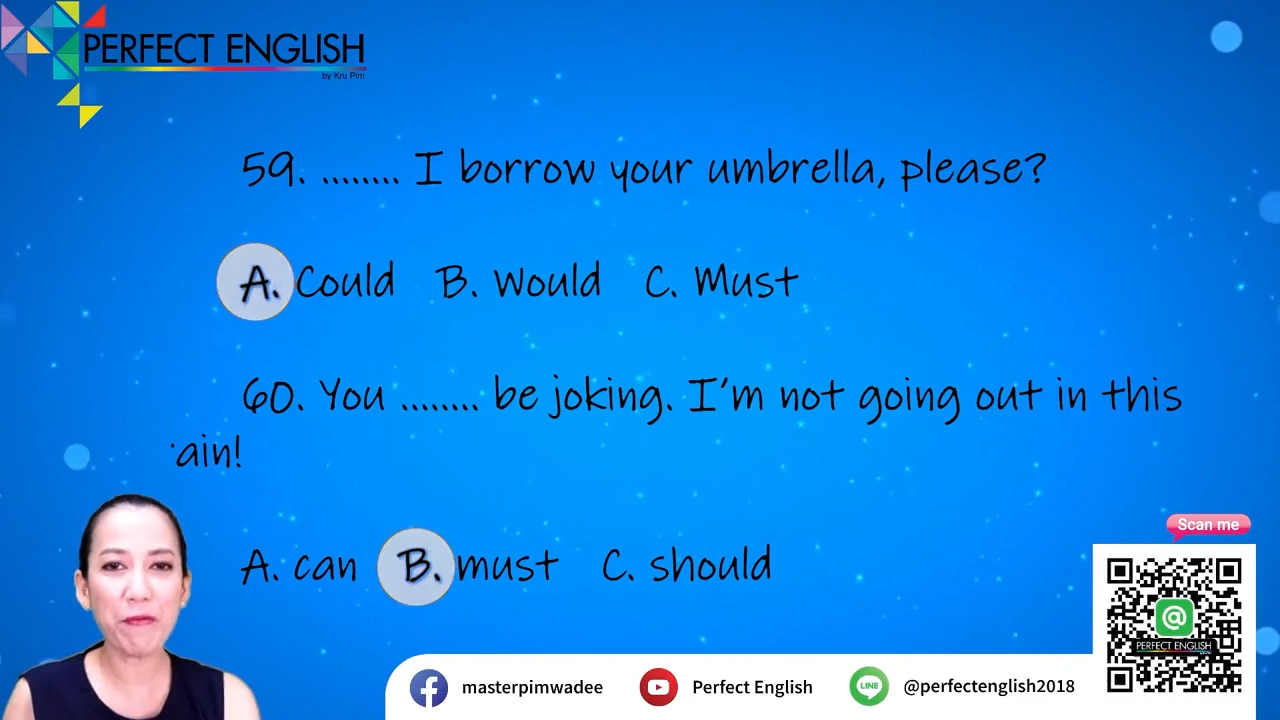 PERFECT ENGLISH
by Kru Pim
59. ........ I borrow your umbrella, please?
A. Could B. Would C. Must
60. You ........ be joking. I'm not going out in this
ain!
A. can B. must C. should
Scan me
@
PERFECT ENGLISH
masterpimwadee
Perfect English
LINE
@perfectenglish2018